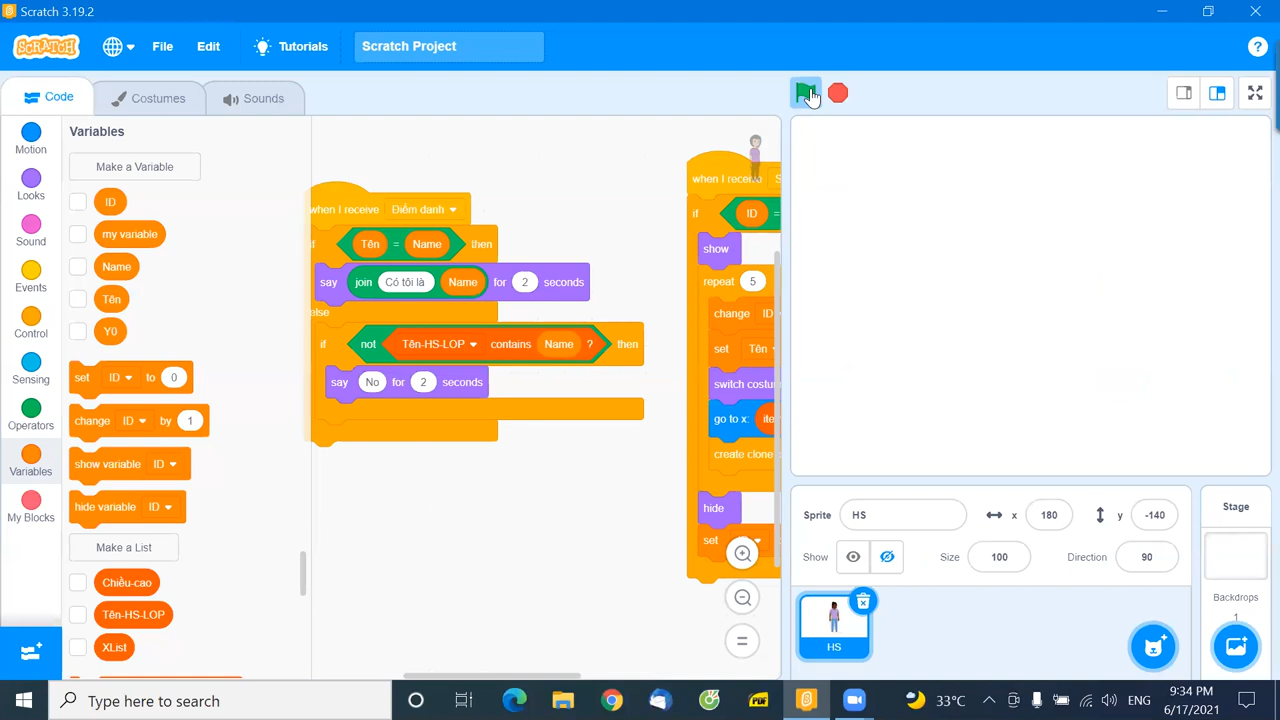 Scratch 3.19.2
SCRATCH
File
Edit
Tutorials
Scratch Project
Code
Costumes
Sounds
Motion
Looks
Sound
Events
Control
Sensing
Operators
Variables
My Blocks
Variables
Make a Variable
ID
my variable
Name
Tên
Y0
set ID to 0
change ID by 1
show variable ID
hide variable ID
Make a List
Chiều-cao
Tên-HS-LOP
XList
when I receive Điểm danh
if Tên = Name then
say join Có tôi là Name for 2 seconds
else
if not Tên-HS-LOP contains Name ? then
say No for 2 seconds
when I receive S
if ID =
show
repeat 5
change ID
set Tên
switch costu
go to x: ite
create clone
hide
set
Sprite HS x 180 y -140
Show Size 100 Direction 90
HS
Stage
Backdrops
1
Type here to search
PDF
33°C
ENG
9:34 PM
6/17/2021